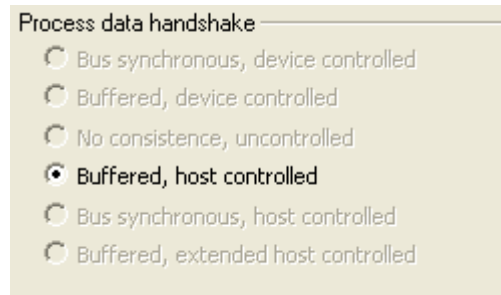 Process data handshake
Bus synchronous, device controlled
Buffered, device controlled
No consistence, uncontrolled
Buffered, host controlled
Bus synchronous, host controlled
Buffered, extended host controlled